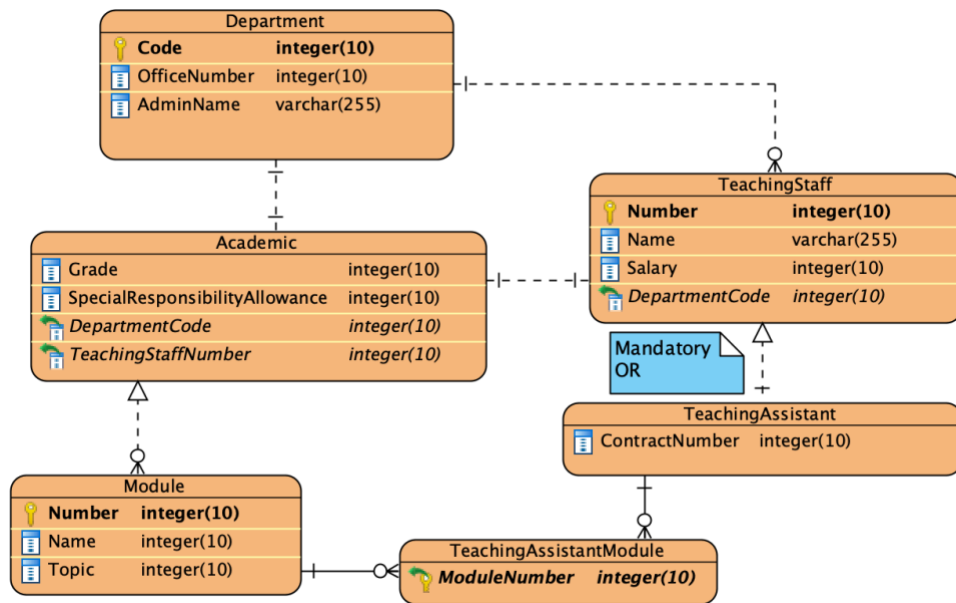 Department
Code integer(10)
OfficeNumber integer(10)
AdminName varchar(255)
TeachingStaff
Number integer(10)
Name varchar(255)
Salary integer(10)
DepartmentCode integer(10)
Academic
Grade integer(10)
SpecialResponsibilityAllowance integer(10)
DepartmentCode integer(10)
TeachingStaffNumber integer(10)
Mandatory
OR
TeachingAssistant
ContractNumber integer(10)
Module
Number integer(10)
Name integer(10)
Topic integer(10)
TeachingAssistantModule
ModuleNumber integer(10)